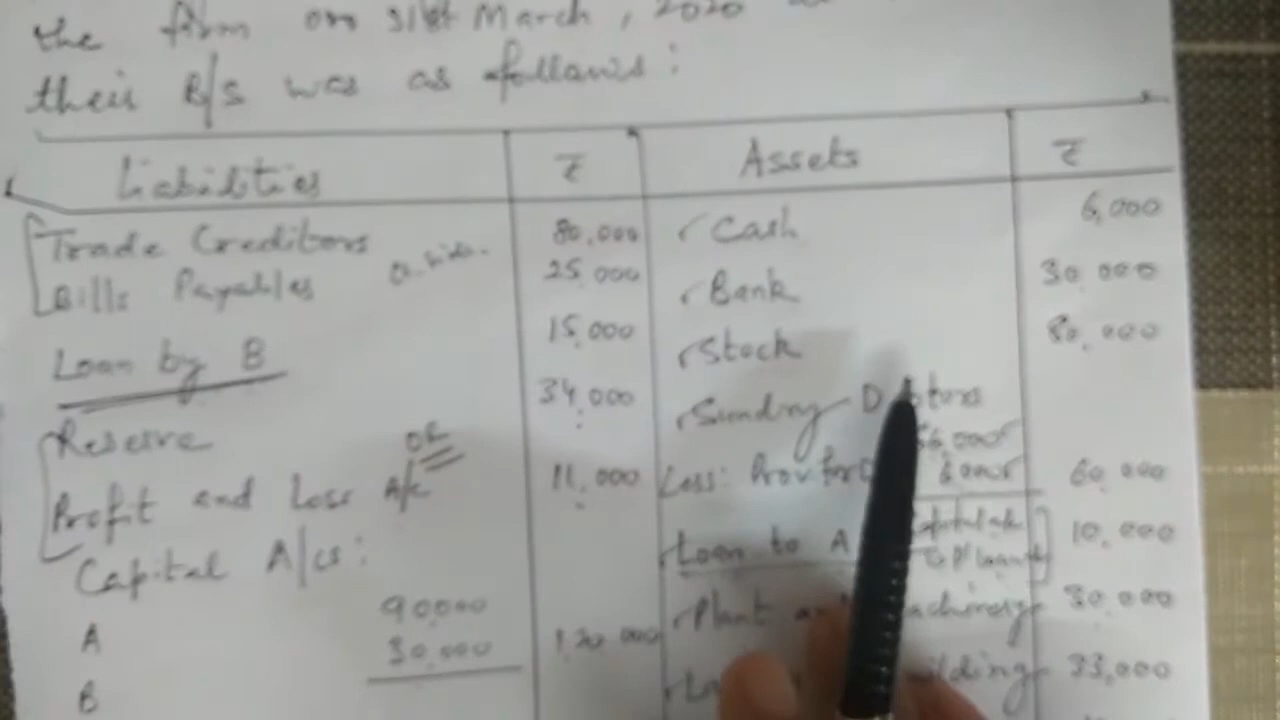 the firm on 31st March, 2020
their B/S was as follows:
Liabilities ₹ Assets ₹
Trade Creditors 80,000 Cash 6,000
Bills Payables 25,000 Bank 30,000
Loan by B 15,000 Stock 80,000
Reserve 34,000 Sundry
Profit and Loss A/c 11,000 Less: Prov for 60,000
Capital A/cs: Loan to A 10,000
A 90,000 Plant 30,000
B 30,000 1,20,000 33,000